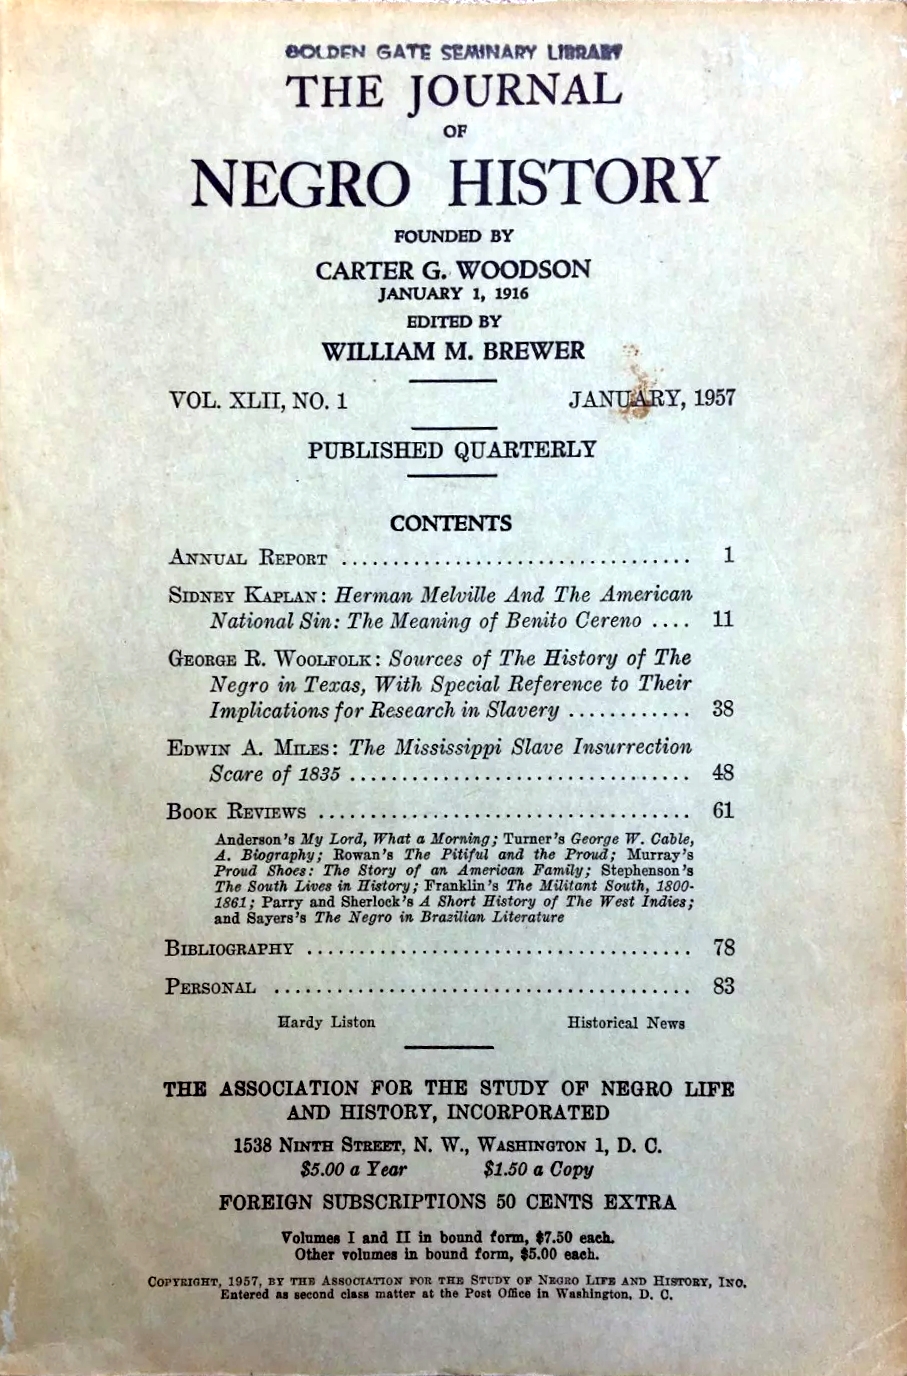 GOLDEN GATE SEMINARY LIBRARY
THE JOURNAL
OF
NEGRO HISTORY
FOUNDED BY
CARTER G. WOODSON
JANUARY 1, 1916
EDITED BY
WILLIAM M. BREWER
VOL. XLII, NO. 1 JANUARY, 1957
PUBLISHED QUARTERLY
CONTENTS
ANNUAL REPORT .................................. 1
SIDNEY KAPLAN: Herman Melville And The American
National Sin: The Meaning of Benito Cereno .... 11
GEORGE R. WOOLFOLK: Sources of The History of The
Negro in Texas, With Special Reference to Their
Implications for Research in Slavery ............ 38
EDWIN A. MILES: The Mississippi Slave Insurrection
Scare of 1835 ................................. 48
BOOK REVIEWS ..................................... 61
Anderson's My Lord, What a Morning; Turner's George W. Cable,
A. Biography; Rowan's The Pitiful and the Proud; Murray's
Proud Shoes: The Story of an American Family; Stephenson's
The South Lives in History; Franklin's The Militant South, 1800-
1861; Parry and Sherlock's A Short History of The West Indies;
and Sayers's The Negro in Brazilian Literature
BIBLIOGRAPHY ..................................... 78
PERSONAL ........................................ 83
Hardy Liston Historical News
THE ASSOCIATION FOR THE STUDY OF NEGRO LIFE
AND HISTORY, INCORPORATED
1538 NINTH STREET, N. W., WASHINGTON 1, D. C.
$5.00 a Year $1.50 a Copy
FOREIGN SUBSCRIPTIONS 50 CENTS EXTRA
Volumes I and II in bound form, $7.50 each.
Other volumes in bound form, $5.00 each.
COPYRIGHT, 1957, BY THE ASSOCIATION FOR THE STUDY OF NEGRO LIFE AND HISTORY, INC.
Entered as second class matter at the Post Office in Washington, D. C.